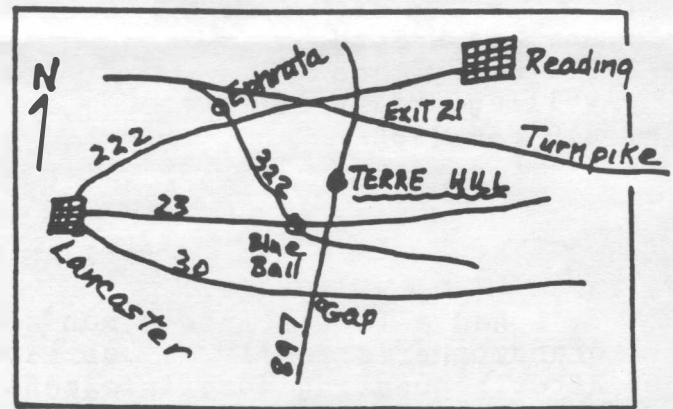 N
Ephrata
Reading
222
Exit 21
Turnpike
322
TERRE HILL
23
Blue
Ball
Lancaster
30
Gap
897